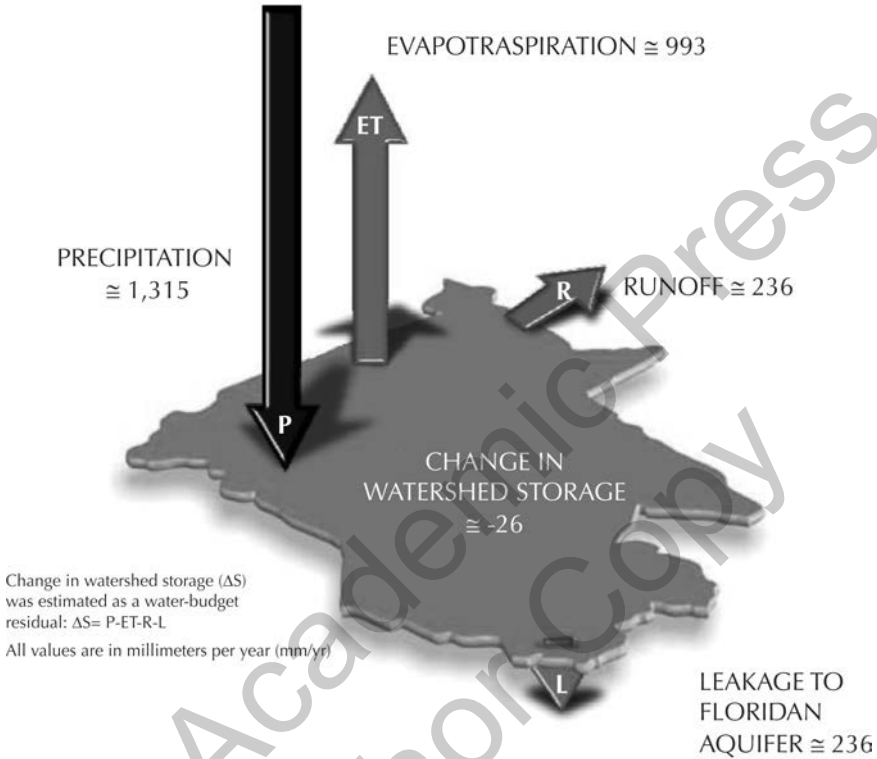 EVAPOTRASPIRATION ≅ 993
ET
PRECIPITATION
≅ 1,315
R
RUNOFF ≅ 236
P
CHANGE IN
WATERSHED STORAGE
≅ -26
Change in watershed storage (ΔS)
was estimated as a water-budget
residual: ΔS= P-ET-R-L
All values are in millimeters per year (mm/yr)
L
LEAKAGE TO
FLORIDAN
AQUIFER ≅ 236
Academic Press
Copy